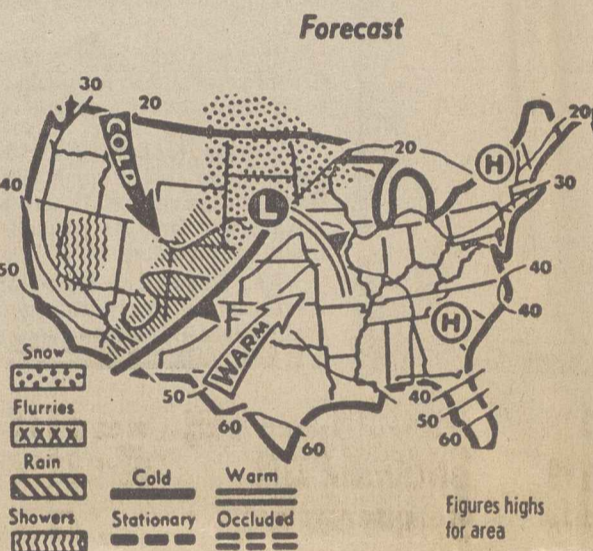 Forecast
30
20
20
COLD
H
20
40
30
L
50
40
H
40
WARM
50
60
60
40
50
60
Snow
Flurries
XXXX
Rain
Showers
Cold
Warm
Stationary
Occluded
Figures highs
for area